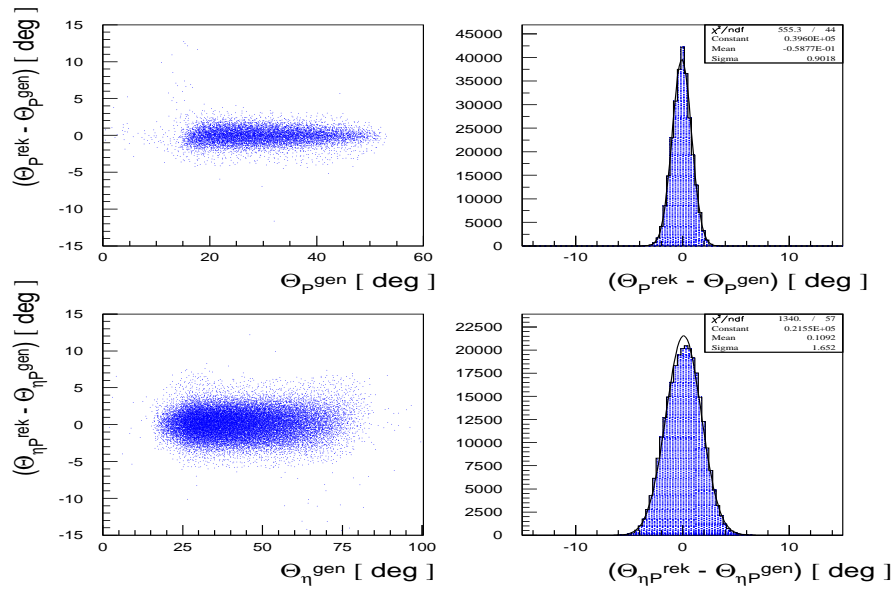 (Θ_P^rek - Θ_P^gen) [ deg ]
15
10
5
0
-5
-10
-15
0 20 40 60
Θ_P^gen [ deg ]
45000
40000
35000
30000
25000
20000
15000
10000
5000
0
χ²/ndf 555.3 / 44
Constant 0.3960E+05
Mean -0.5877E-01
Sigma 0.9018
-10 0 10
(Θ_P^rek - Θ_P^gen) [ deg ]
(Θ_ηP^rek - Θ_ηP^gen) [ deg ]
15
10
5
0
-5
-10
-15
0 25 50 75 100
Θ_η^gen [ deg ]
22500
20000
17500
15000
12500
10000
7500
5000
2500
0
χ²/ndf 1340. / 57
Constant 0.2155E+05
Mean 0.1092
Sigma 1.652
-10 0 10
(Θ_ηP^rek - Θ_ηP^gen) [ deg ]